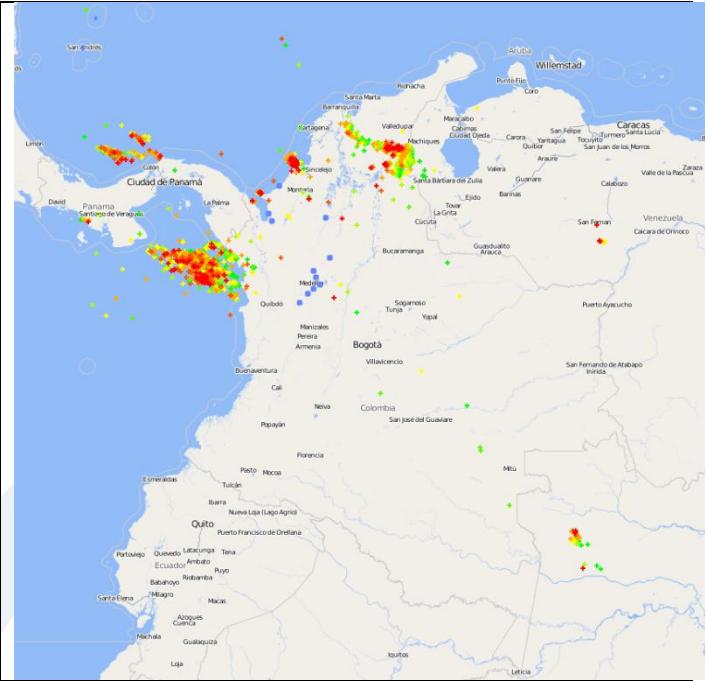 Aruba
San Andrés
Willemstad
Punto Fijo
Coro
Riohacha
Santa Marta
Barranquilla
Maracaibo
Caracas
Cartagena
Valledupar
Cabimas
Ciudad Ojeda
San Felipe
Santa Lucía
Carora
Yaritagua
Tocuyito
Turmero
Limón
Machiques
Quibor
San Juan de los Morros
Araure
Colón
Sincelejo
Valera
Zaraza
Ciudad de Panamá
Santa Bárbara del Zulia
Guanare
Valle de la Pascua
Montería
Calabozo
David
Panama
La Palma
Ejido
Barinas
Santiago de Veraguas
Tovar
La Grita
Venezuela
Cúcuta
San Fernan
Caicara de Orinoco
Bucaramanga
Guasdualito
Arauca
Medellín
Quibdó
Sogamoso
Tunja
Yopal
Puerto Ayacucho
Manizales
Pereira
Armenia
Bogotá
Villavicencio
San Fernando de Atabapo
Inírida
Buenaventura
Cali
Neiva
Colombia
San José del Guaviare
Popayán
Florencia
Mitú
Pasto
Mocoa
Esmeraldas
Tulcán
Ibarra
Nueva Loja (Lago Agrio)
Quito
Puerto Francisco de Orellana
Portoviejo
Quevedo
Latacunga
Tena
Ecuador
Ambato
Puyo
Babahoyo
Riobamba
Santa Elena
Milagro
Macas
Azogues
Cuenca
Machala
Gualaquiza
Loja
Iquitos
Leticia